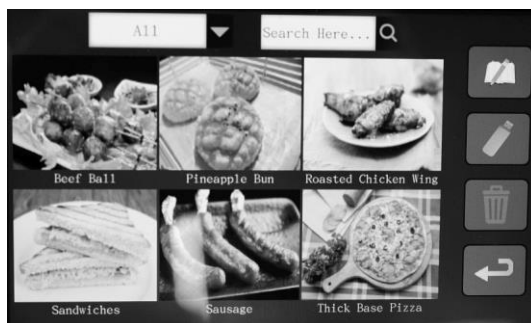 All
Search Here...
Beef Ball
Pineapple Bun
Roasted Chicken Wing
Sandwiches
Sausage
Thick Base Pizza